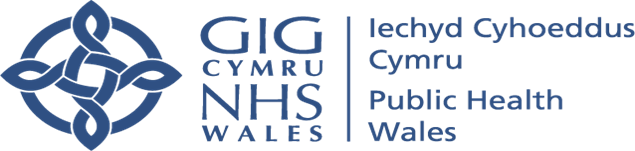 GIG
CYMRU
NHS
WALES
Iechyd Cyhoeddus
Cymru
Public Health
Wales